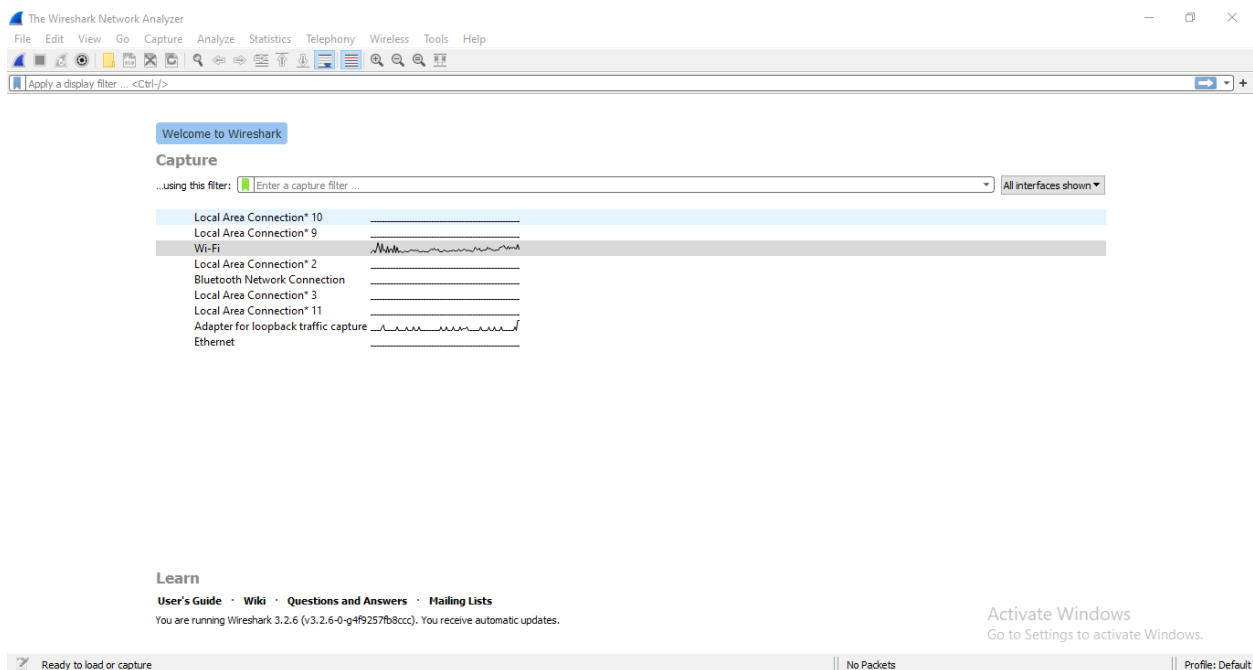 The Wireshark Network Analyzer
File Edit View Go Capture Analyze Statistics Telephony Wireless Tools Help
Apply a display filter ... <Ctrl-/>
Welcome to Wireshark
Capture
...using this filter: Enter a capture filter ... All interfaces shown
Local Area Connection* 10
Local Area Connection* 9
Wi-Fi
Local Area Connection* 2
Bluetooth Network Connection
Local Area Connection* 3
Local Area Connection* 11
Adapter for loopback traffic capture
Ethernet
Learn
User's Guide · Wiki · Questions and Answers · Mailing Lists
You are running Wireshark 3.2.6 (v3.2.6-0-g4f9257fb8ccc). You receive automatic updates.
Activate Windows
Go to Settings to activate Windows.
Ready to load or capture No Packets Profile: Default